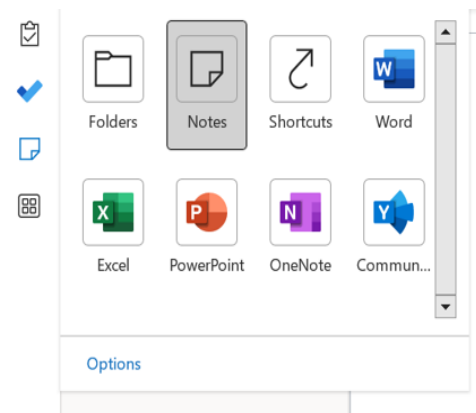 Folders Notes Shortcuts Word
W
X P N Y
Excel PowerPoint OneNote Commun...
Options